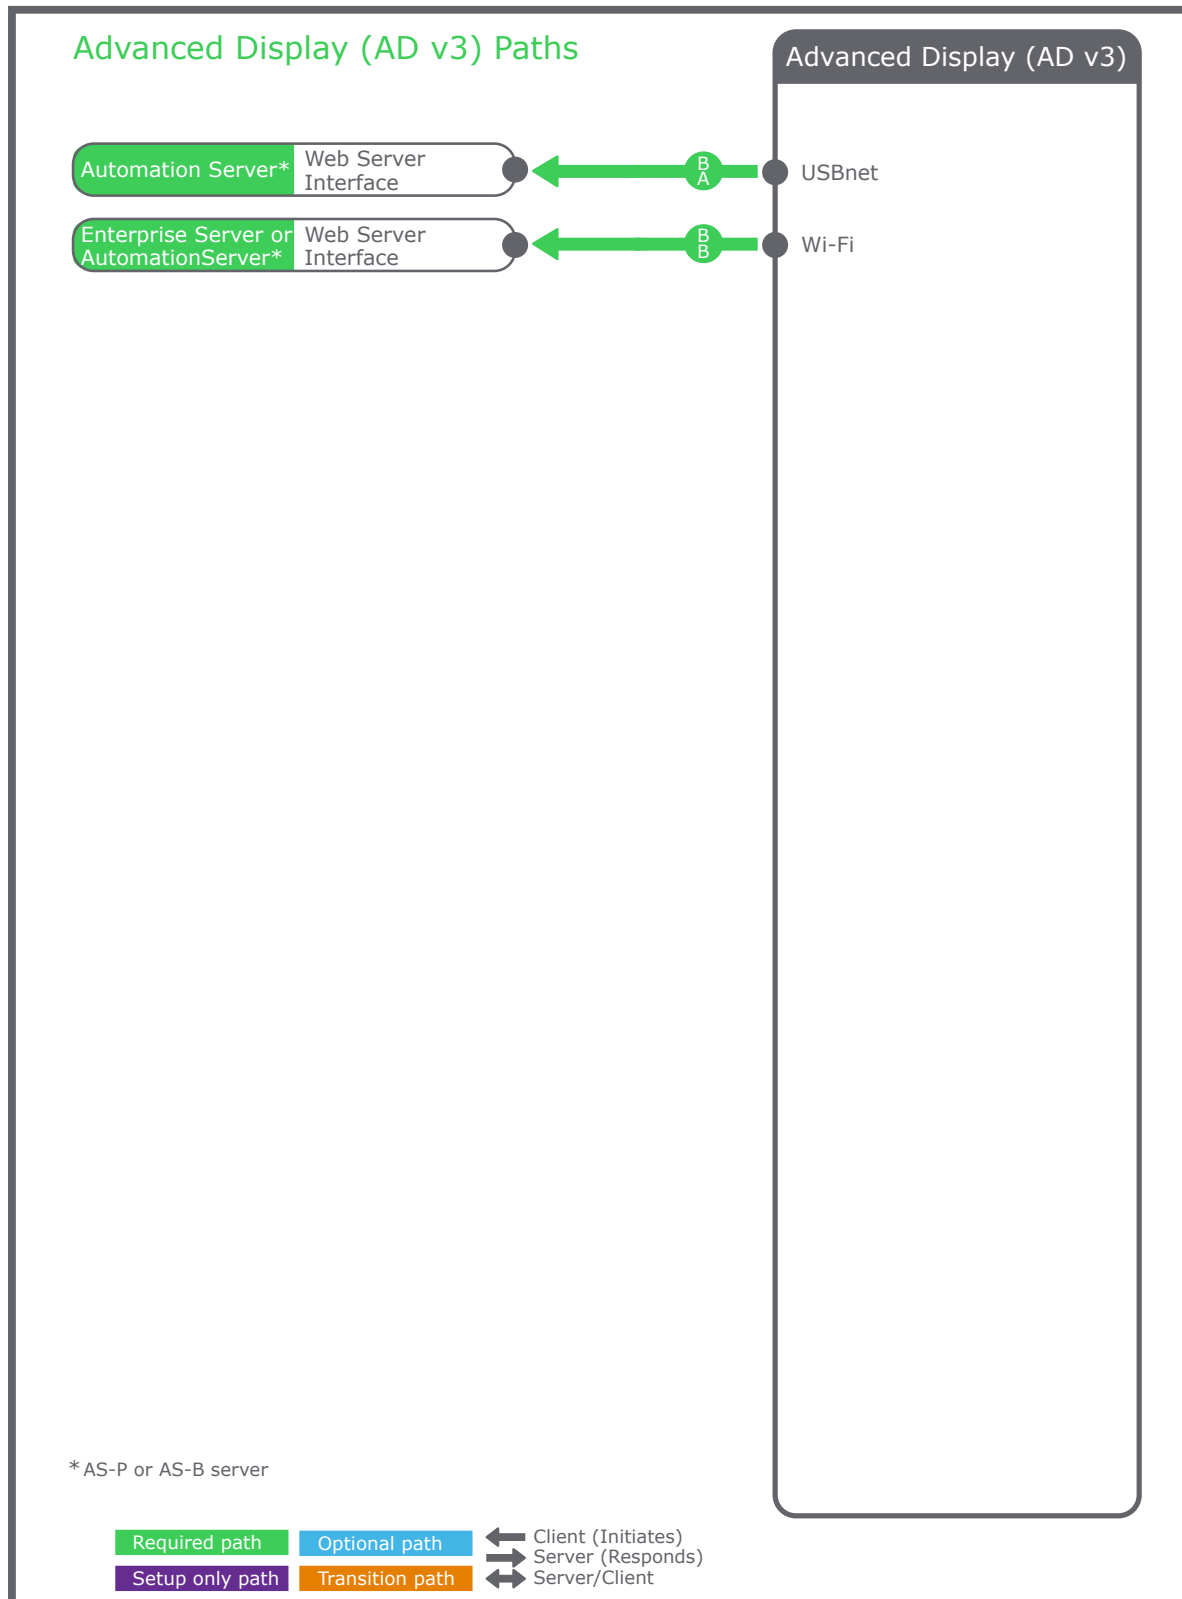 Advanced Display (AD v3) Paths
Advanced Display (AD v3)
Automation Server*
Web Server
Interface
B
A
USBnet
Enterprise Server or
AutomationServer*
Web Server
Interface
B
B
Wi-Fi
* AS-P or AS-B server
Required path
Optional path
Setup only path
Transition path
Client (Initiates)
Server (Responds)
Server/Client